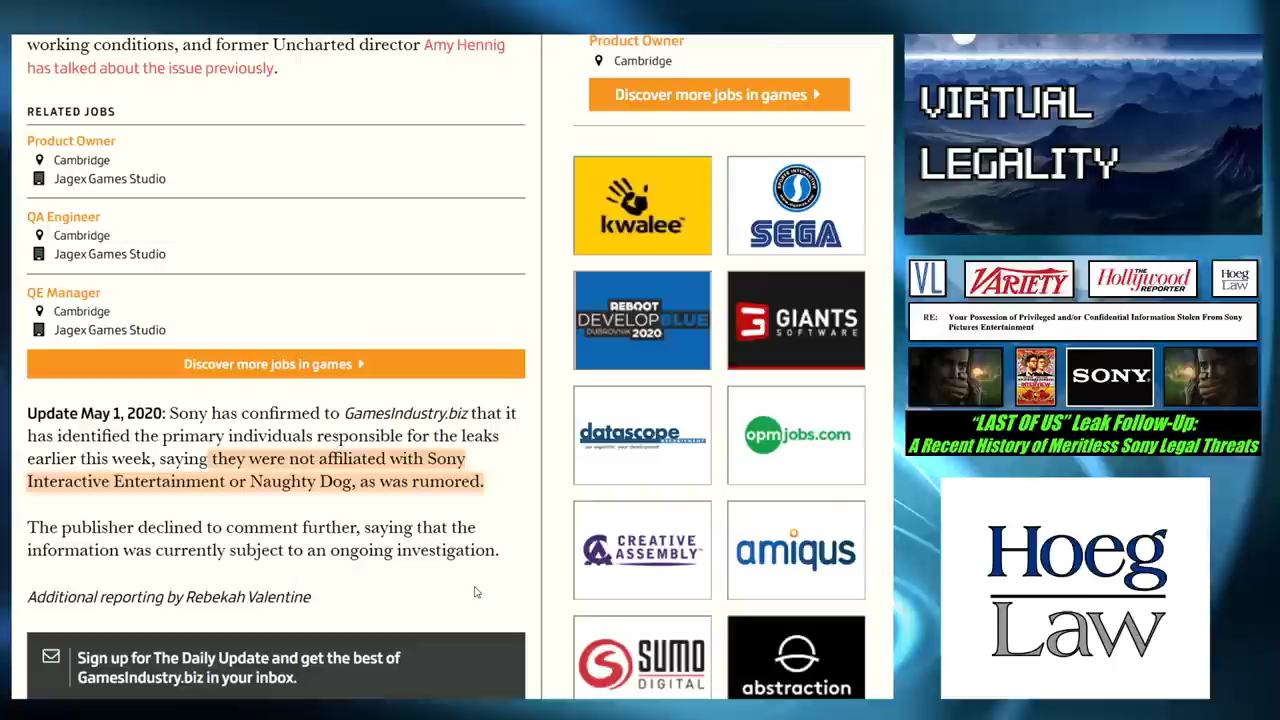 working conditions, and former Uncharted director Amy Hennig
has talked about the issue previously.
RELATED JOBS
Product Owner
Cambridge
Jagex Games Studio
QA Engineer
Cambridge
Jagex Games Studio
QE Manager
Cambridge
Jagex Games Studio
Discover more jobs in games
Update May 1, 2020: Sony has confirmed to GamesIndustry.biz that it
has identified the primary individuals responsible for the leaks
earlier this week, saying they were not affiliated with Sony
Interactive Entertainment or Naughty Dog, as was rumored.
The publisher declined to comment further, saying that the
information was currently subject to an ongoing investigation.
Additional reporting by Rebekah Valentine
Sign up for The Daily Update and get the best of
GamesIndustry.biz in your inbox.
Product Owner
Cambridge
Discover more jobs in games
kwalee
SPORTS INTERACTIVE
SEGA
REBOOT
DEVELOPBLUE
DUBROVNIK 2020
GIANTS
SOFTWARE
datascope
RECRUITMENT
opmjobs.com
CREATIVE
ASSEMBLY
amiqus
SUMO
DIGITAL
abstraction
VIRTUAL
LEGALITY
VL
VARIETY
THE
Hollywood
REPORTER
Hoeg
Law
RE: Your Possession of Privileged and/or Confidential Information Stolen From Sony
Pictures Entertainment
SONY
"LAST OF US" Leak Follow-Up:
A Recent History of Meritless Sony Legal Threats
Hoeg
Law